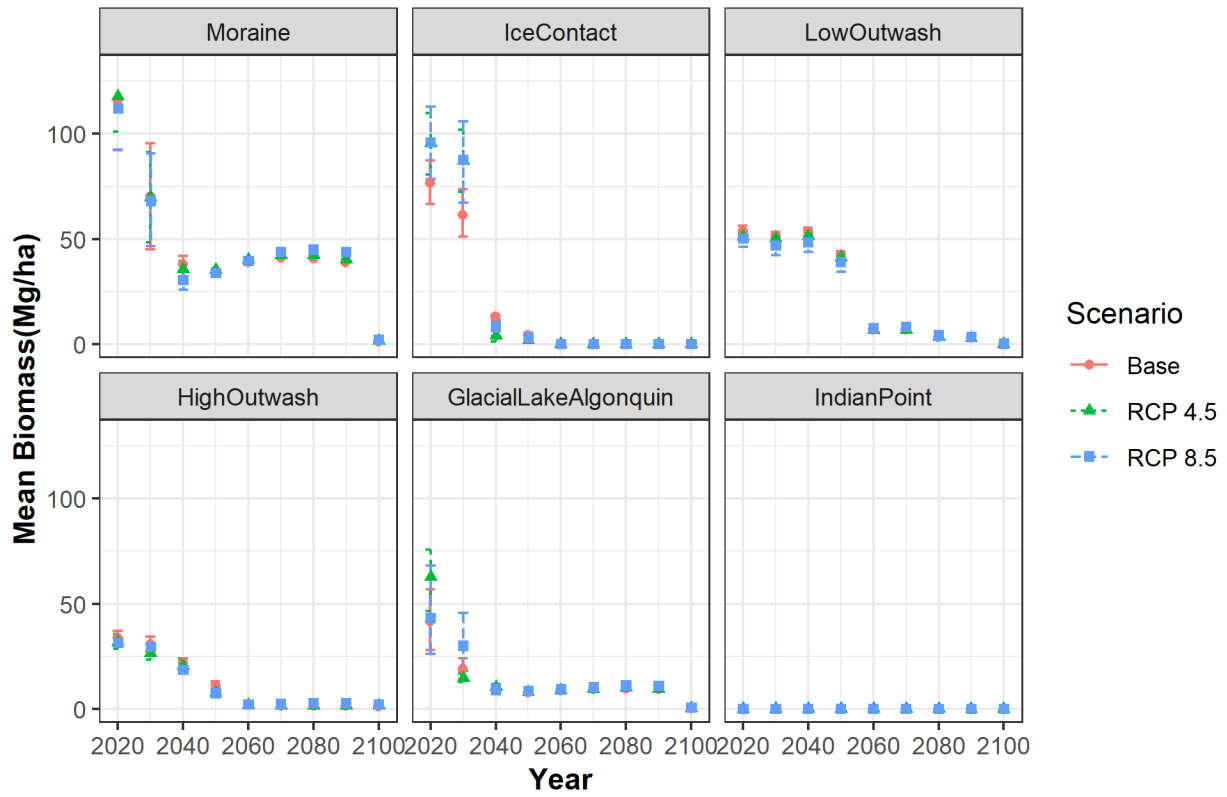 Moraine
IceContact
LowOutwash
100
50
0
HighOutwash
GlacialLakeAlgonquin
IndianPoint
100
50
0
2020 2040 2060 2080 2100
2020 2040 2060 2080 2100
2020 2040 2060 2080 2100
Year
Mean Biomass(Mg/ha)
Scenario
Base
RCP 4.5
RCP 8.5